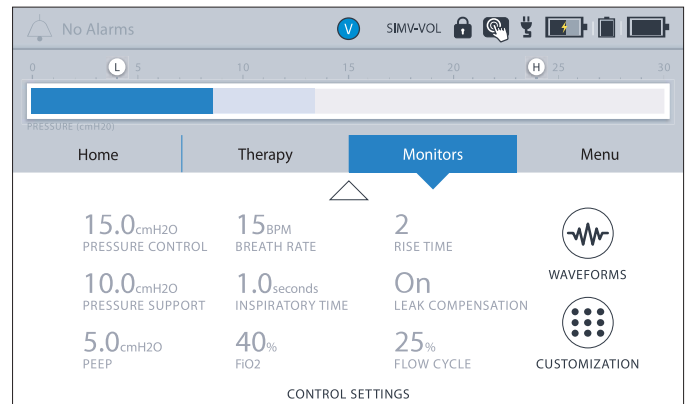 No Alarms V SIMV-VOL
0 L 5 10 15 20 H 25 30
PRESSURE (cmH20)
Home Therapy Monitors Menu
15.0cmH2O 15BPM 2
PRESSURE CONTROL BREATH RATE RISE TIME
WAVEFORMS
10.0cmH2O 1.0seconds On
PRESSURE SUPPORT INSPIRATORY TIME LEAK COMPENSATION
5.0cmH2O 40% 25%
PEEP FiO2 FLOW CYCLE CUSTOMIZATION
CONTROL SETTINGS